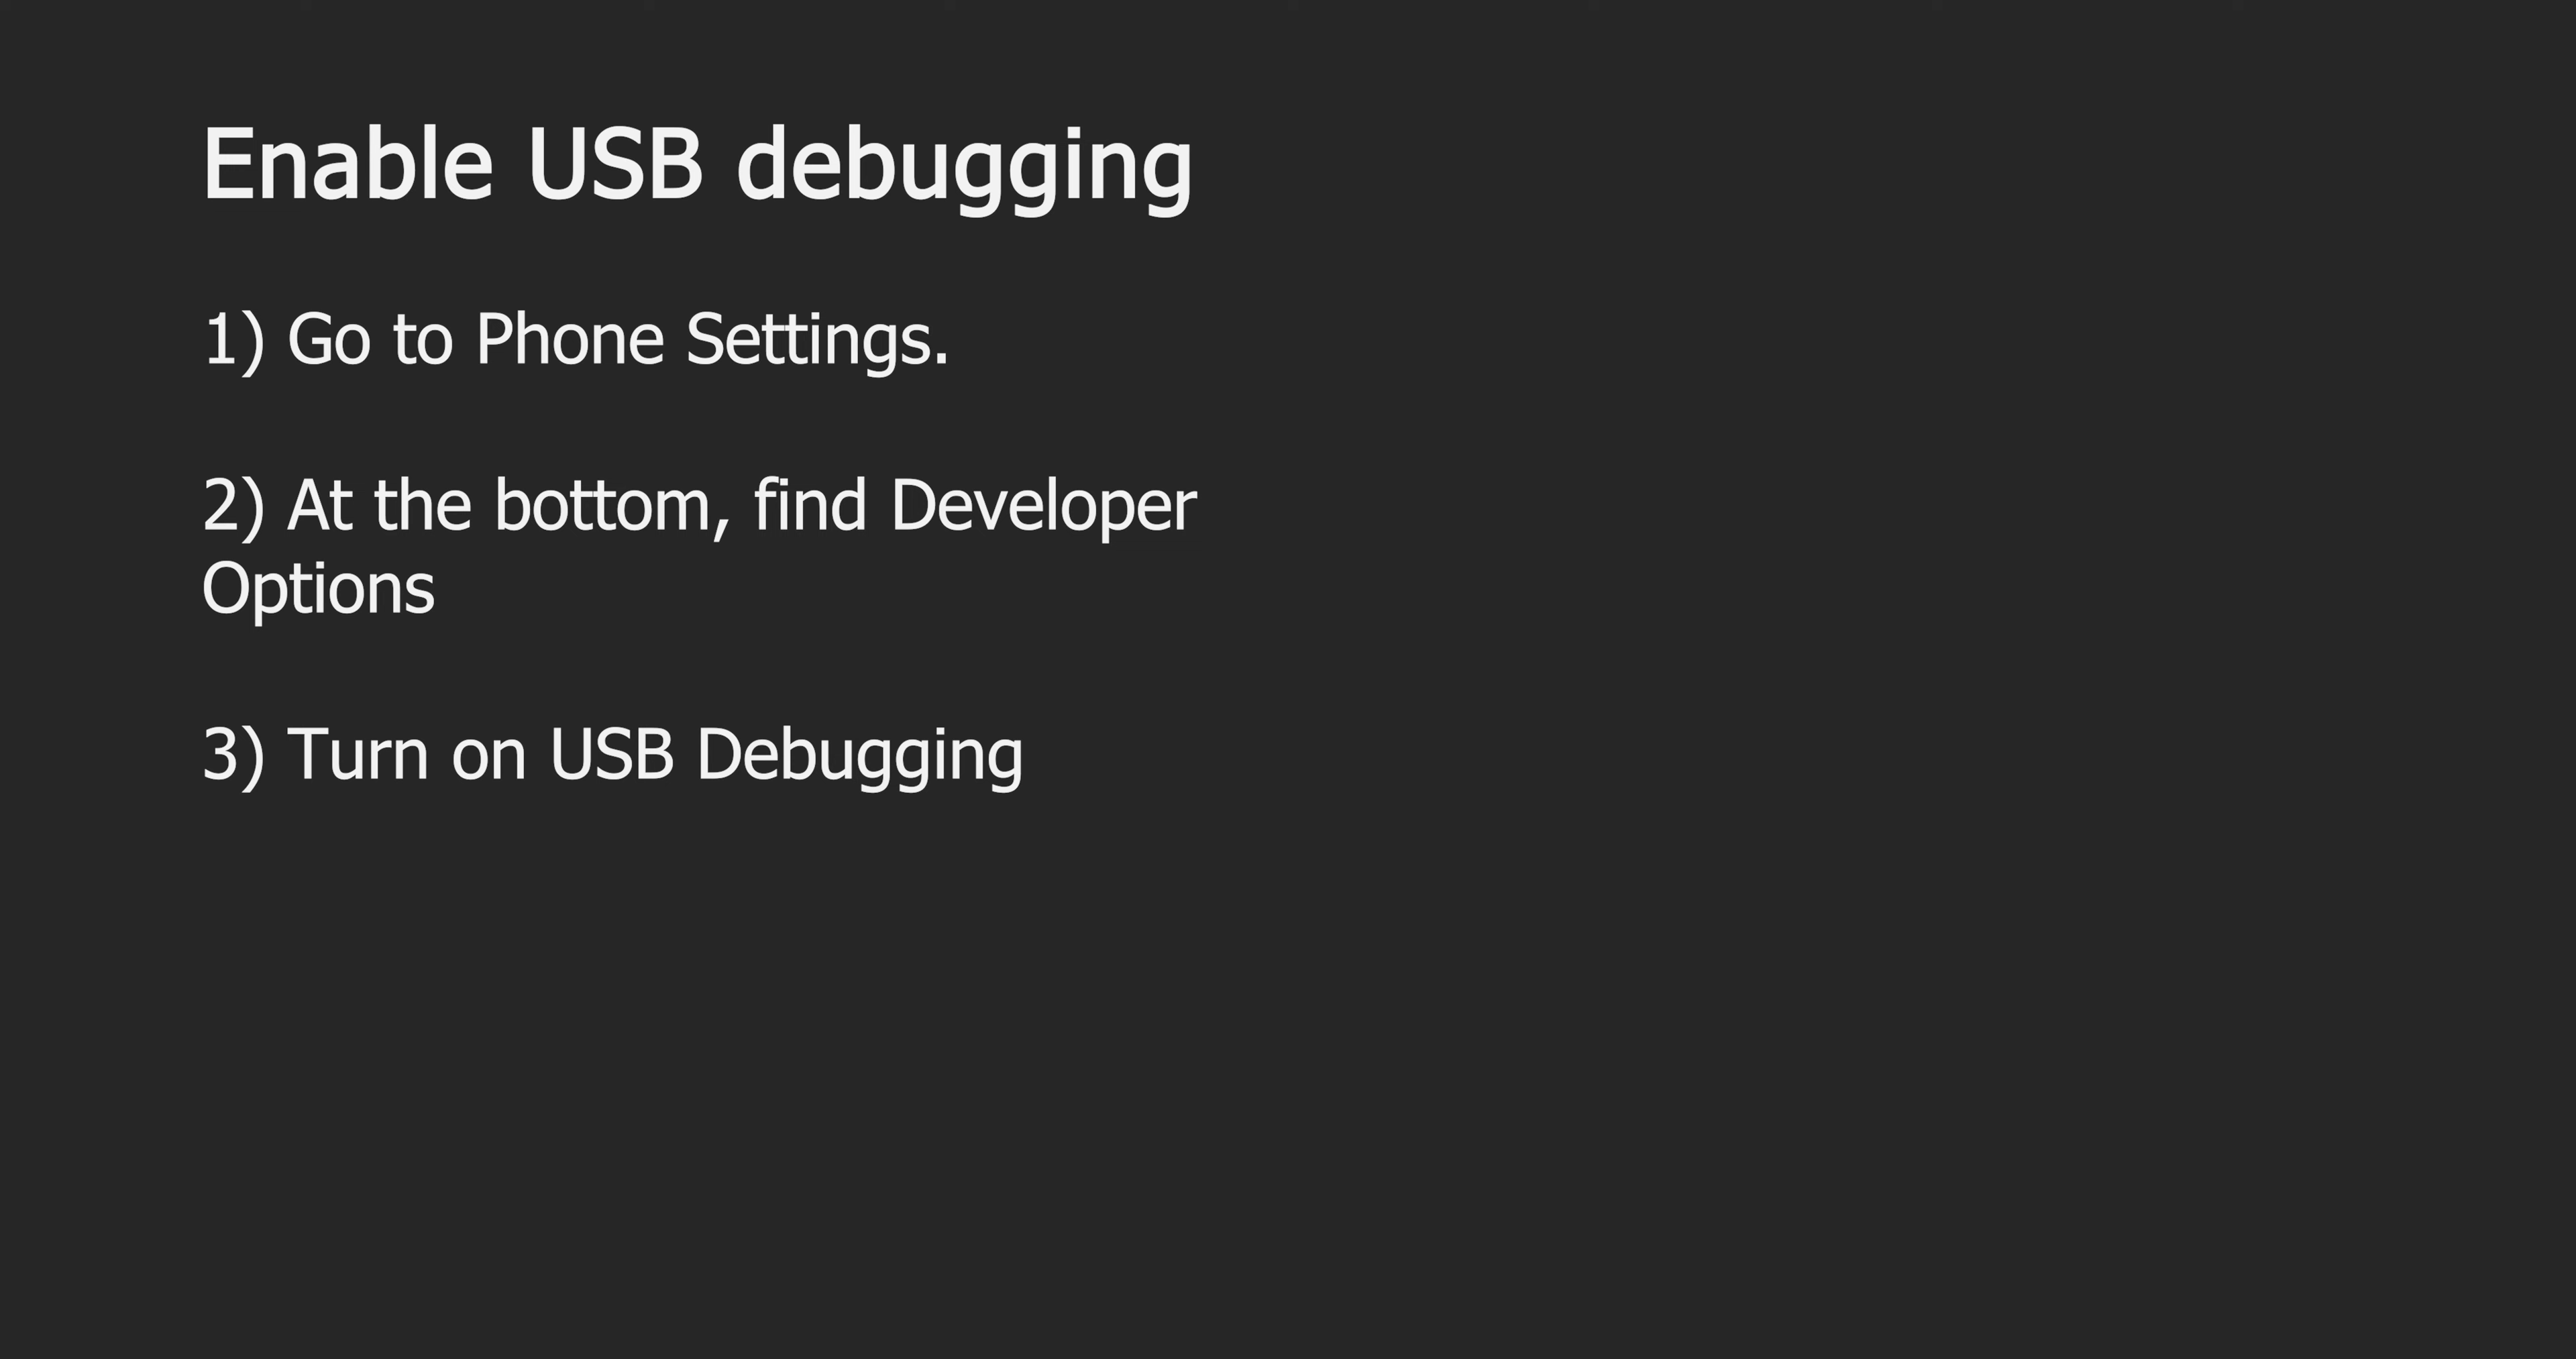 Enable USB debugging
1) Go to Phone Settings.
2) At the bottom, find Developer
Options
3) Turn on USB Debugging